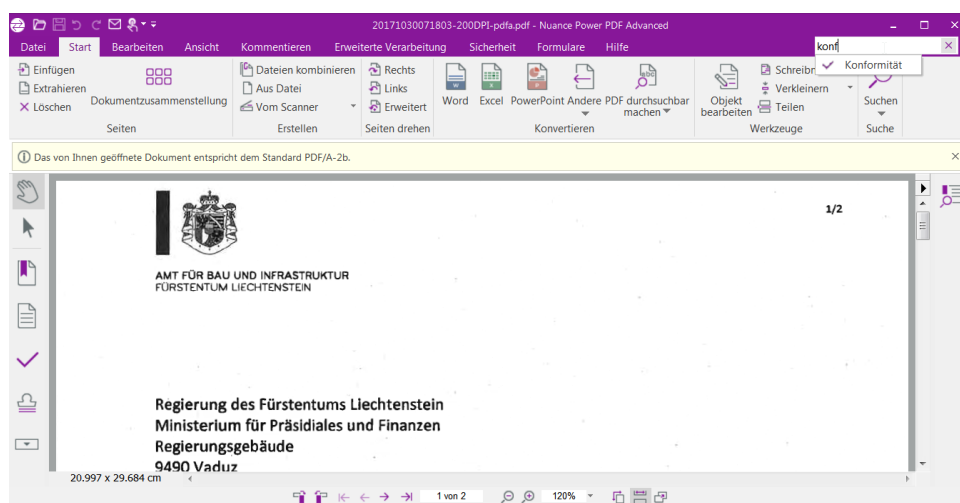 20171030071803-200DPI-pdfa.pdf - Nuance Power PDF Advanced
Datei Start Bearbeiten Ansicht Kommentieren Erweiterte Verarbeitung Sicherheit Formulare Hilfe konf
Konformität
Einfügen
Extrahieren
Löschen
Dokumentzusammenstellung
Seiten
Dateien kombinieren
Aus Datei
Vom Scanner
Erstellen
Rechts
Links
Erweitert
Seiten drehen
Word Excel PowerPoint Andere PDF durchsuchbar
machen
Konvertieren
Objekt
bearbeiten
Verkleinern
Teilen
Werkzeuge
Suchen
Suche
Das von Ihnen geöffnete Dokument entspricht dem Standard PDF/A-2b.
1/2
AMT FÜR BAU UND INFRASTRUKTUR
FÜRSTENTUM LIECHTENSTEIN
Regierung des Fürstentums Liechtenstein
Ministerium für Präsidiales und Finanzen
Regierungsgebäude
9490 Vaduz
20.997 x 29.684 cm
1 von 2 120%